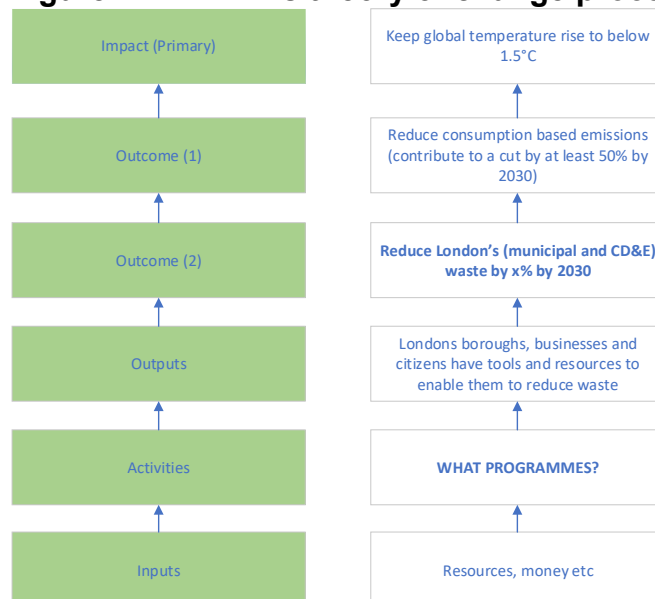 Impact (Primary)
Keep global temperature rise to below
1.5°C
Outcome (1)
Reduce consumption based emissions
(contribute to a cut by at least 50% by
2030)
Outcome (2)
Reduce London's (municipal and CD&E)
waste by x% by 2030
Outputs
Londons boroughs, businesses and
citizens have tools and resources to
enable them to reduce waste
Activities
WHAT PROGRAMMES?
Inputs
Resources, money etc